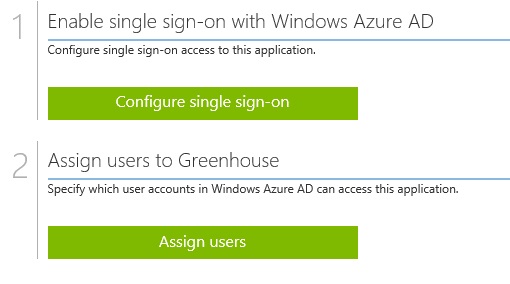 1
Enable single sign-on with Windows Azure AD
Configure single sign-on access to this application.
Configure single sign-on
2
Assign users to Greenhouse
Specify which user accounts in Windows Azure AD can access this application.
Assign users